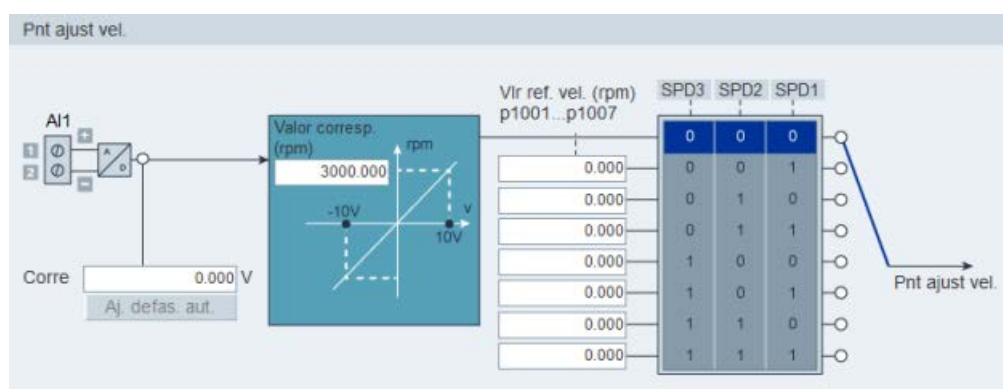 Pnt ajust vel.
Vlr ref. vel. (rpm)
p1001...p1007
SPD3 SPD2 SPD1
AI1
1
2
+
−
A
D
Valor corresp.
(rpm)
3000.000
rpm
v
-10V
10V
0 0 0
0.000 0 0 1
0.000 0 1 0
0.000 0 1 1
0.000 1 0 0
0.000 1 0 1
0.000 1 1 0
0.000 1 1 1
Pnt ajust vel.
Corre 0.000 V
Aj. defas. aut.